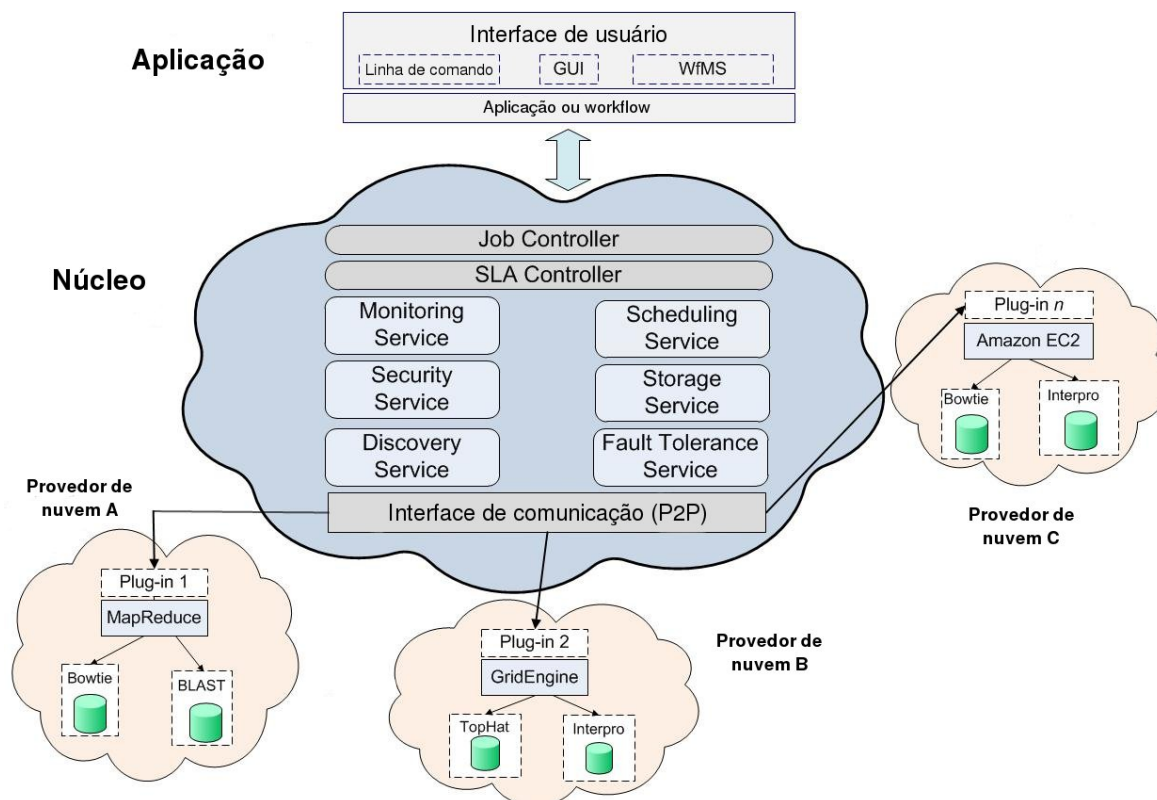 Aplicação
Interface de usuário
Linha de comando
GUI
WfMS
Aplicação ou workflow
Núcleo
Job Controller
SLA Controller
Monitoring
Service
Scheduling
Service
Security
Service
Storage
Service
Discovery
Service
Fault Tolerance
Service
Interface de comunicação (P2P)
Provedor de
nuvem A
Plug-in 1
MapReduce
Bowtie
BLAST
Plug-in 2
GridEngine
TopHat
Interpro
Provedor de
nuvem B
Plug-in n
Amazon EC2
Bowtie
Interpro
Provedor de
nuvem C